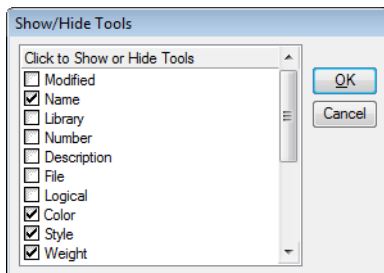 Show/Hide Tools
Click to Show or Hide Tools
Modified
Name
Library
Number
Description
File
Logical
Color
Style
Weight
OK
Cancel